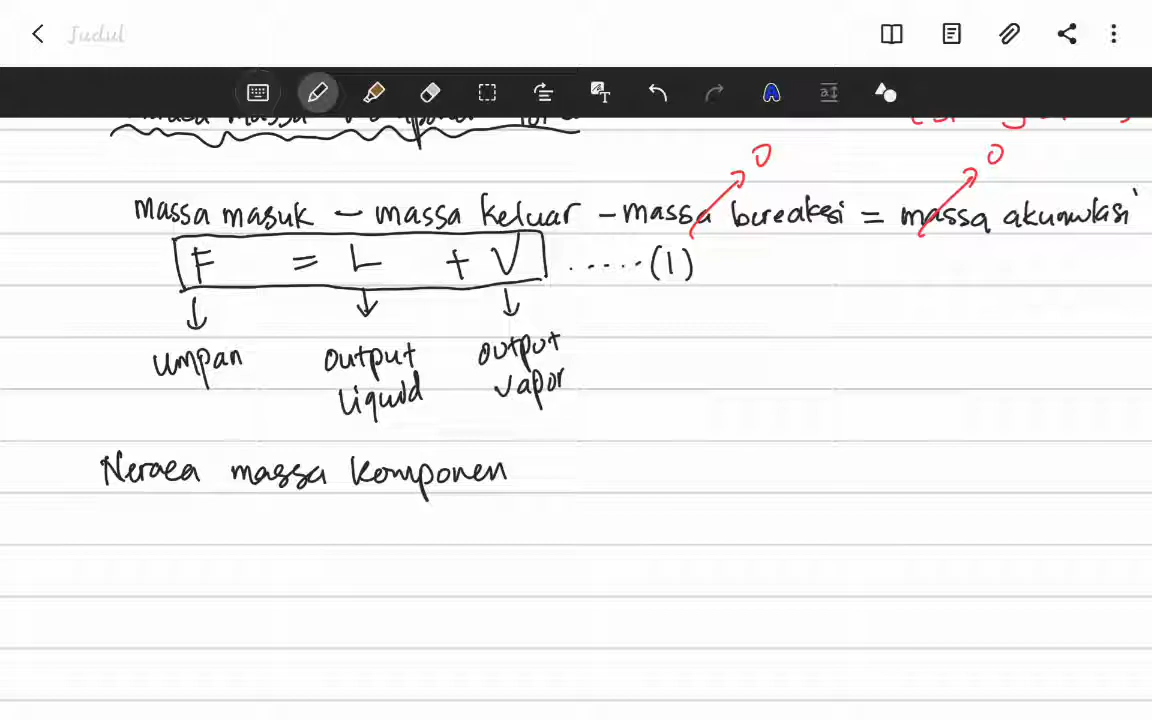 Judul
0 0
massa masuk - massa keluar - massa bereaksi = massa akumulasi
F = L + V .....(1)
umpan output output
liquid vapor
Neraca massa komponen